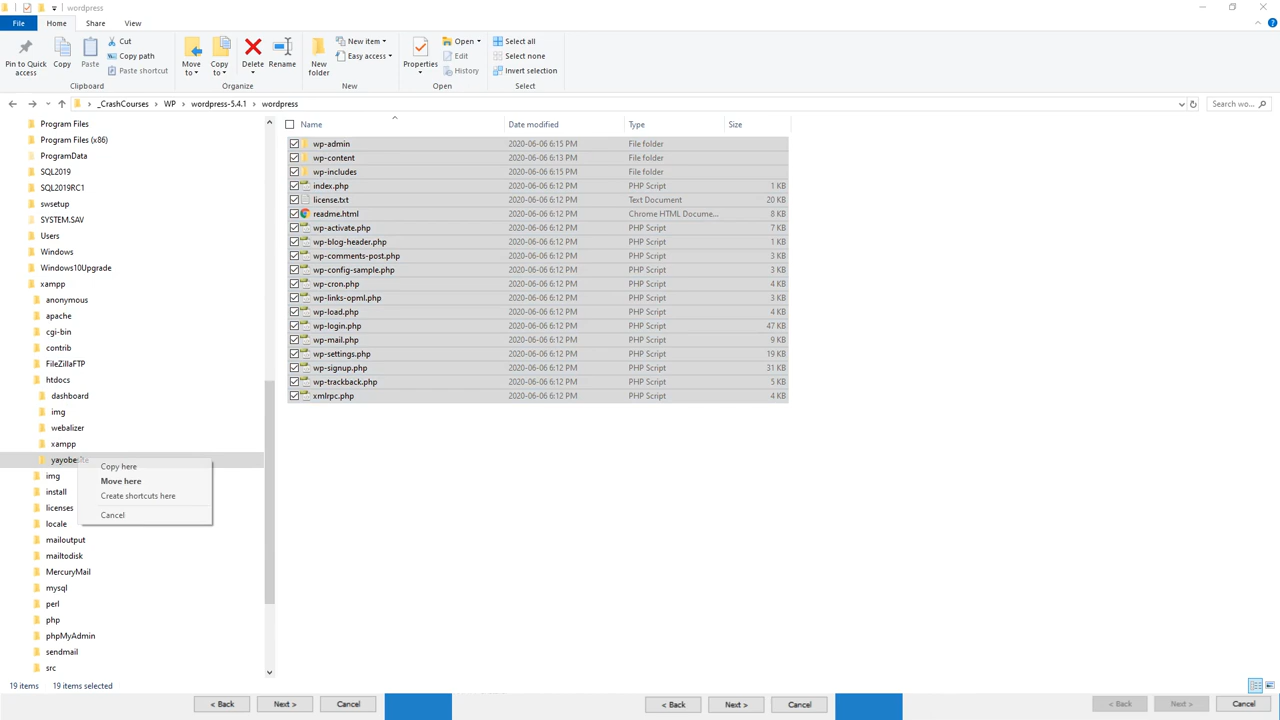 wordpress
File Home Share View
Pin to Quick access
Copy
Paste
Cut
Copy path
Paste shortcut
Clipboard
Move to
Copy to
Delete
Rename
Organize
New folder
New item
Easy access
New
Properties
Open
Edit
History
Open
Select all
Select none
Invert selection
Select
_CrashCourses > WP > wordpress-5.4.1 > wordpress
Search wo...
Program Files
Program Files (x86)
ProgramData
SQL2019
SQL2019RC1
swsetup
SYSTEM.SAV
Users
Windows
Windows10Upgrade
xampp
anonymous
apache
cgi-bin
contrib
FileZillaFTP
htdocs
dashboard
img
webalizer
xampp
img
install
licenses
locale
mailoutput
mailtodisk
MercuryMail
mysql
perl
php
phpMyAdmin
sendmail
src
Copy here
Move here
Create shortcuts here
Cancel
Name Date modified Type Size
wp-admin 2020-06-06 6:15 PM File folder
wp-content 2020-06-06 6:13 PM File folder
wp-includes 2020-06-06 6:15 PM File folder
index.php 2020-06-06 6:12 PM PHP Script 1 KB
license.txt 2020-06-06 6:12 PM Text Document 20 KB
readme.html 2020-06-06 6:12 PM Chrome HTML Docume... 8 KB
wp-activate.php 2020-06-06 6:12 PM PHP Script 7 KB
wp-blog-header.php 2020-06-06 6:12 PM PHP Script 1 KB
wp-comments-post.php 2020-06-06 6:12 PM PHP Script 3 KB
wp-config-sample.php 2020-06-06 6:12 PM PHP Script 3 KB
wp-cron.php 2020-06-06 6:12 PM PHP Script 4 KB
wp-links-opml.php 2020-06-06 6:12 PM PHP Script 3 KB
wp-load.php 2020-06-06 6:12 PM PHP Script 4 KB
wp-login.php 2020-06-06 6:12 PM PHP Script 47 KB
wp-mail.php 2020-06-06 6:12 PM PHP Script 9 KB
wp-settings.php 2020-06-06 6:12 PM PHP Script 19 KB
wp-signup.php 2020-06-06 6:12 PM PHP Script 31 KB
wp-trackback.php 2020-06-06 6:12 PM PHP Script 5 KB
xmlrpc.php 2020-06-06 6:12 PM PHP Script 4 KB
19 items 19 items selected
< Back Next > Cancel < Back Next > Cancel < Back Next > Cancel